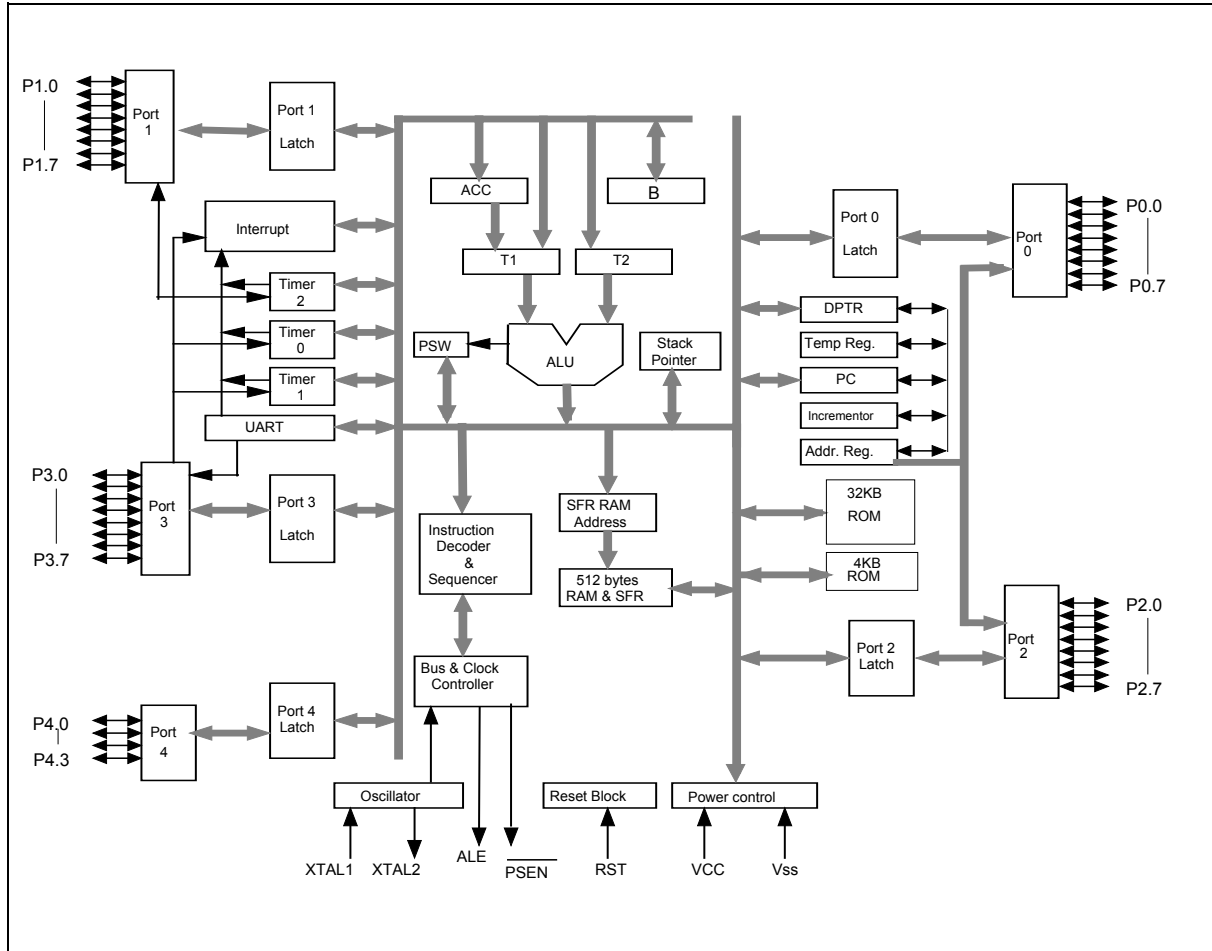 P1.0
P1.7
Port
1
Port 1
Latch
ACC
B
Interrupt
T1
T2
Port 0
Latch
Port
0
P0.0
P0.7
Timer
2
Timer
0
Timer
1
UART
PSW
ALU
Stack
Pointer
DPTR
Temp Reg.
PC
Incrementor
Addr. Reg.
P3.0
P3.7
Port
3
Port 3
Latch
Instruction
Decoder
&
Sequencer
SFR RAM
Address
512 bytes
RAM & SFR
32KB
ROM
4KB
ROM
Port 2
Latch
Port
2
P2.0
P2.7
Bus & Clock
Controller
P4.0
P4.3
Port
4
Port 4
Latch
Oscillator
Reset Block
Power control
XTAL1
XTAL2
ALE
PSEN
RST
VCC
Vss